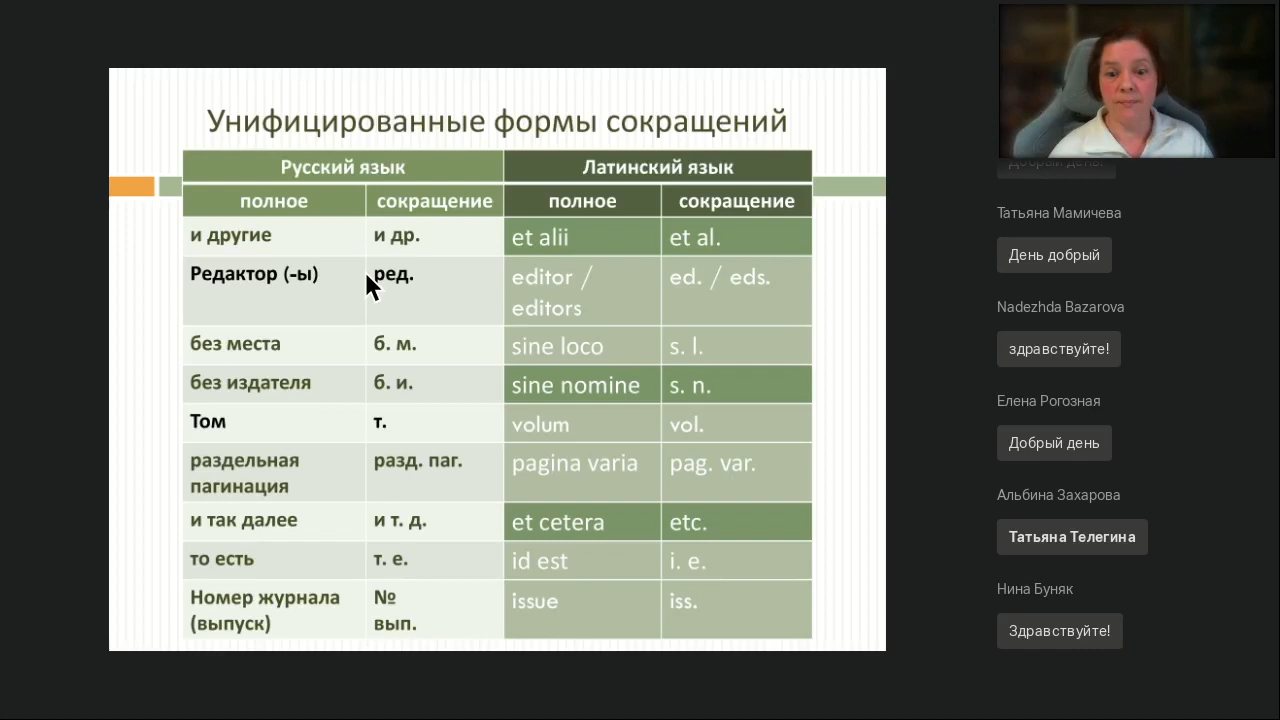 Унифицированные формы сокращений
Русский язык
Латинский язык
полное
сокращение
полное
сокращение
и другие
и др.
et alii
et al.
Редактор (-ы)
ред.
editor /
editors
ed. / eds.
без места
б. м.
sine loco
s. l.
без издателя
б. и.
sine nomine
s. n.
Том
т.
volum
vol.
раздельная
пагинация
разд. паг.
pagina varia
pag. var.
и так далее
и т. д.
et cetera
etc.
то есть
т. е.
id est
i. e.
Номер журнала
(выпуск)
№
вып.
issue
iss.
Добрый день!
Татьяна Мамичева
День добрый
Nadezhda Bazarova
здравствуйте!
Елена Рогозная
Добрый день
Альбина Захарова
Татьяна Телегина
Нина Буняк
Здравствуйте!